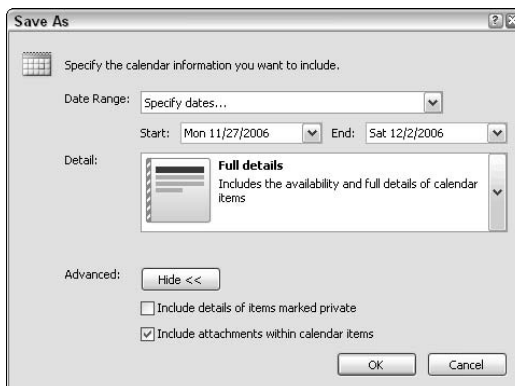 Save As
Specify the calendar information you want to include.
Date Range: Specify dates...
Start: Mon 11/27/2006 End: Sat 12/2/2006
Detail: Full details
Includes the availability and full details of calendar
items
Advanced: Hide <<
Include details of items marked private
Include attachments within calendar items
OK Cancel